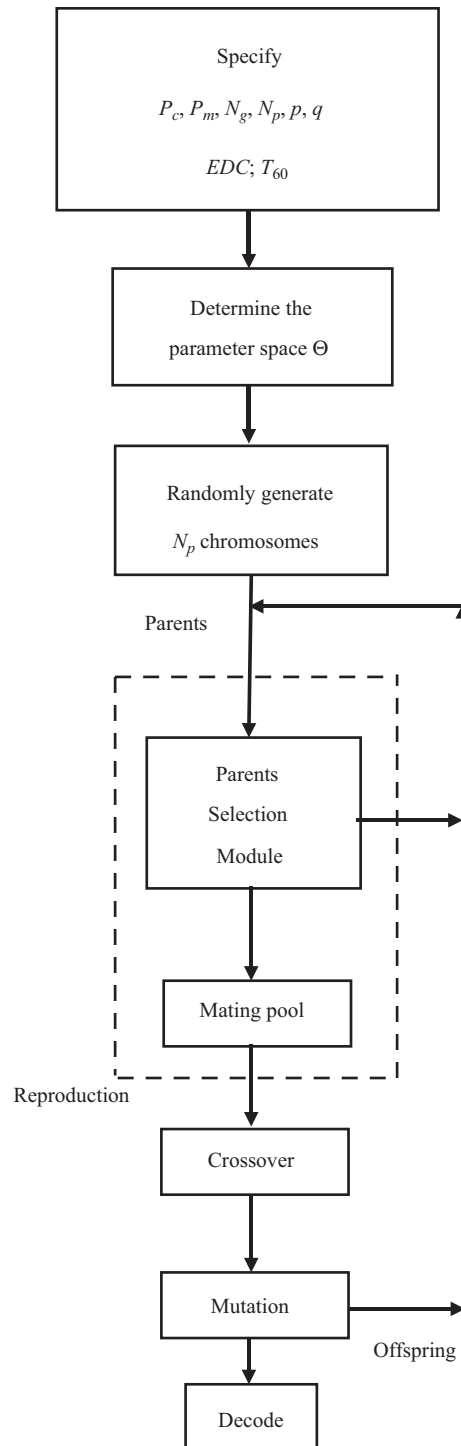 Specify
P_c, P_m, N_g, N_p, p, q
EDC; T_60
Determine the
parameter space Θ
Randomly generate
N_p chromosomes
Parents
Parents
Selection
Module
Mating pool
Reproduction
Crossover
Mutation
Offspring
Decode